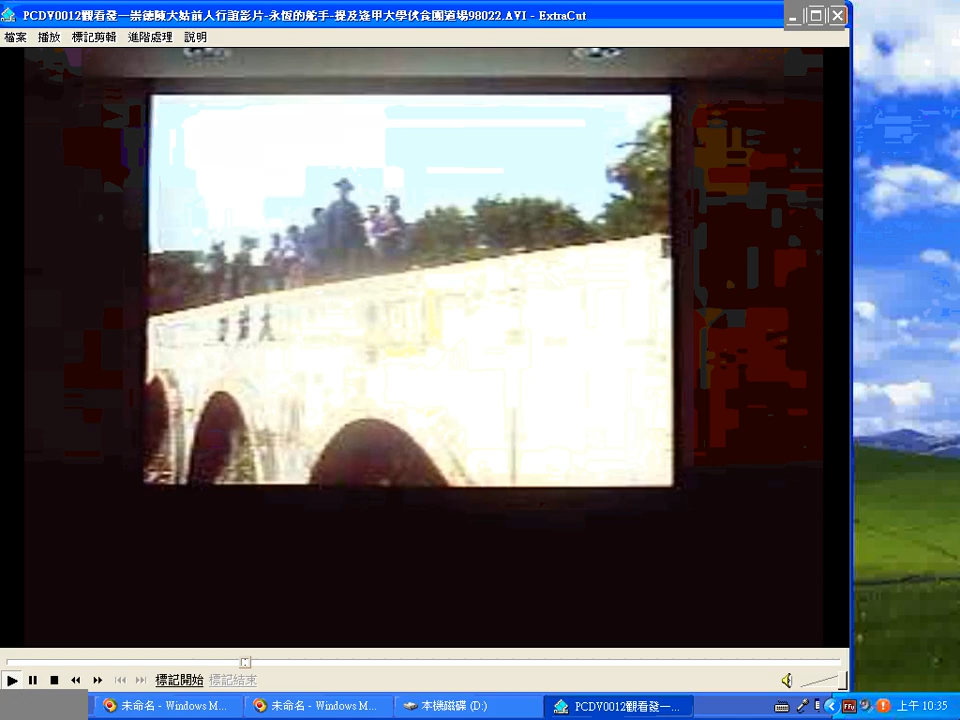 PCDV0012觀看發一崇德陳大姑前人行誼影片-永恆的舵手-提及逢甲大學伙食團道場98022.AVI - ExtraCut
檔案 播放 標記剪輯 進階處理 說明
標記開始 標記結束
未命名 - Windows M...
未命名 - Windows M...
本機磁碟 (D:)
PCDV0012觀看發一...
上午 10:35